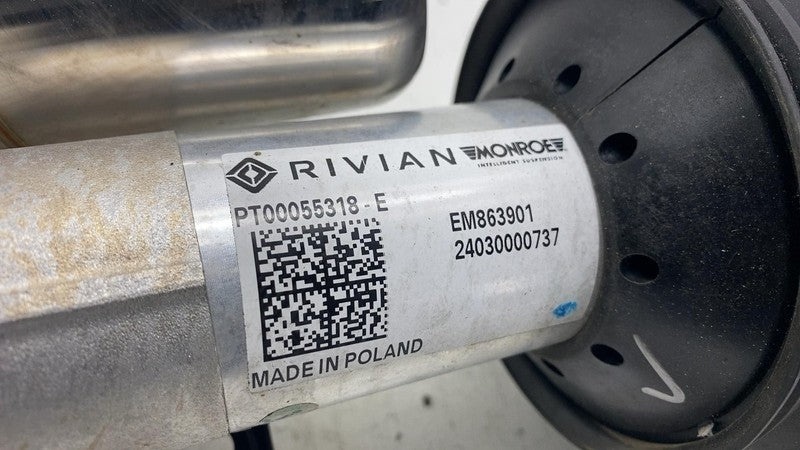 RIVIAN MONROE
INTELLIGENT SUSPENSION
PT00055318-E
EM863901
24030000737
MADE IN POLAND